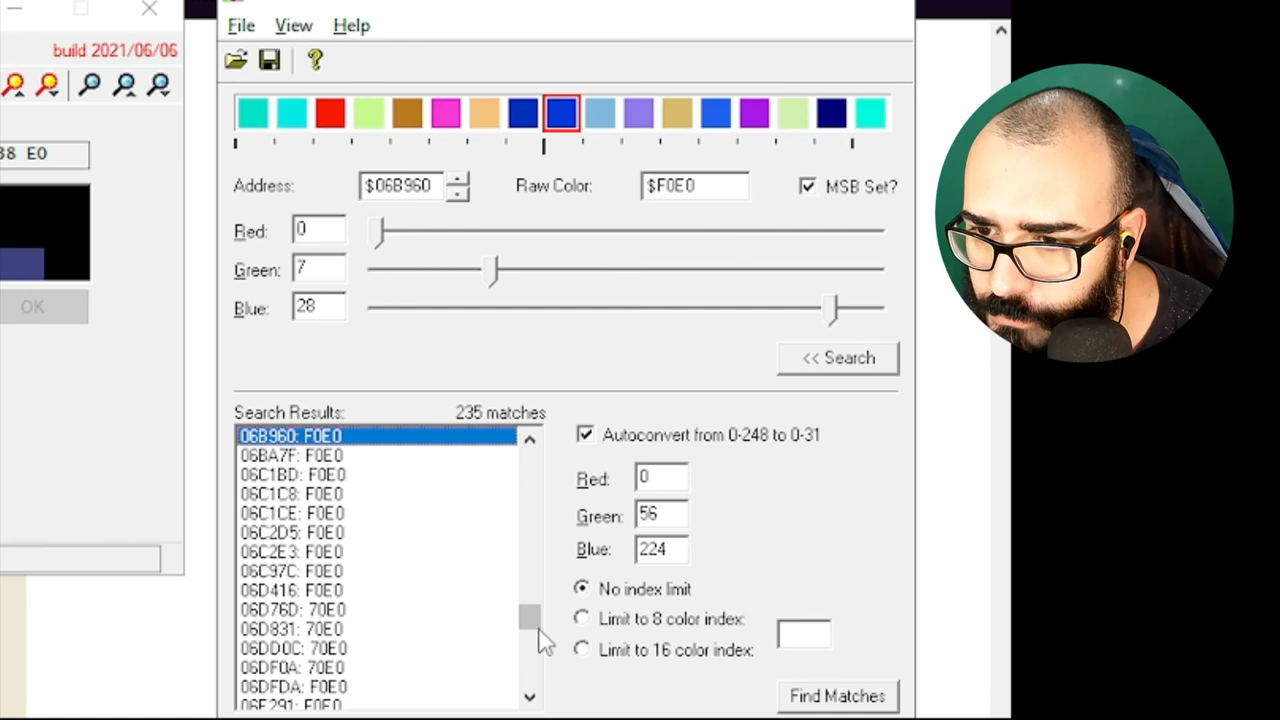 File View Help
build 2021/06/06
38 E0
OK
Address: $06B960 Raw Color: $F0E0 MSB Set?
Red: 0
Green: 7
Blue: 28
<< Search
Search Results: 235 matches
06B960: F0E0
06BA7F: F0E0
06C1BD: F0E0
06C1C8: F0E0
06C1CE: F0E0
06C2D5: F0E0
06C2E3: F0E0
06C97C: F0E0
06D416: F0E0
06D76D: 70E0
06D831: 70E0
06DD0C: 70E0
06DF0A: 70E0
06DFDA: F0E0
06E291: F0E0
Autoconvert from 0-248 to 0-31
Red: 0
Green: 56
Blue: 224
No index limit
Limit to 8 color index:
Limit to 16 color index:
Find Matches